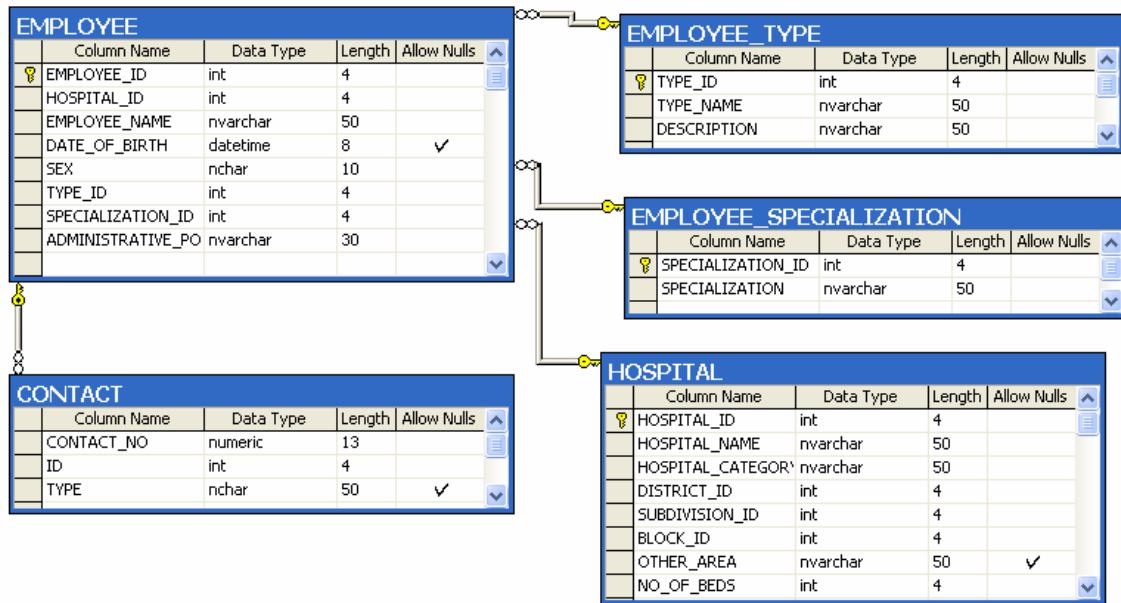 EMPLOYEE
Column Name Data Type Length Allow Nulls
EMPLOYEE_ID int 4
HOSPITAL_ID int 4
EMPLOYEE_NAME nvarchar 50
DATE_OF_BIRTH datetime 8 ✓
SEX nchar 10
TYPE_ID int 4
SPECIALIZATION_ID int 4
ADMINISTRATIVE_PO nvarchar 30
EMPLOYEE_TYPE
Column Name Data Type Length Allow Nulls
TYPE_ID int 4
TYPE_NAME nvarchar 50
DESCRIPTION nvarchar 50
EMPLOYEE_SPECIALIZATION
Column Name Data Type Length Allow Nulls
SPECIALIZATION_ID int 4
SPECIALIZATION nvarchar 50
CONTACT
Column Name Data Type Length Allow Nulls
CONTACT_NO numeric 13
ID int 4
TYPE nchar 50 ✓
HOSPITAL
Column Name Data Type Length Allow Nulls
HOSPITAL_ID int 4
HOSPITAL_NAME nvarchar 50
HOSPITAL_CATEGORY nvarchar 50
DISTRICT_ID int 4
SUBDIVISION_ID int 4
BLOCK_ID int 4
OTHER_AREA nvarchar 50 ✓
NO_OF_BEDS int 4